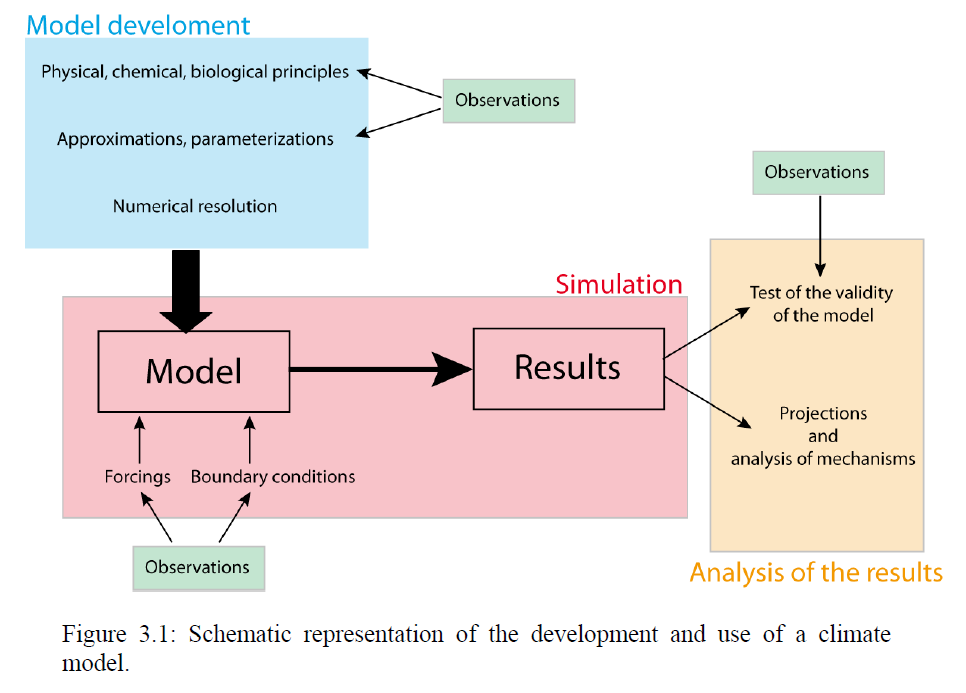 Model develoment
Physical, chemical, biological principles
Observations
Approximations, parameterizations
Numerical resolution
Observations
Simulation
Test of the validity
of the model
Model
Results
Projections
and
analysis of mechanisms
Forcings
Boundary conditions
Observations
Analysis of the results
Figure 3.1: Schematic representation of the development and use of a climate
model.